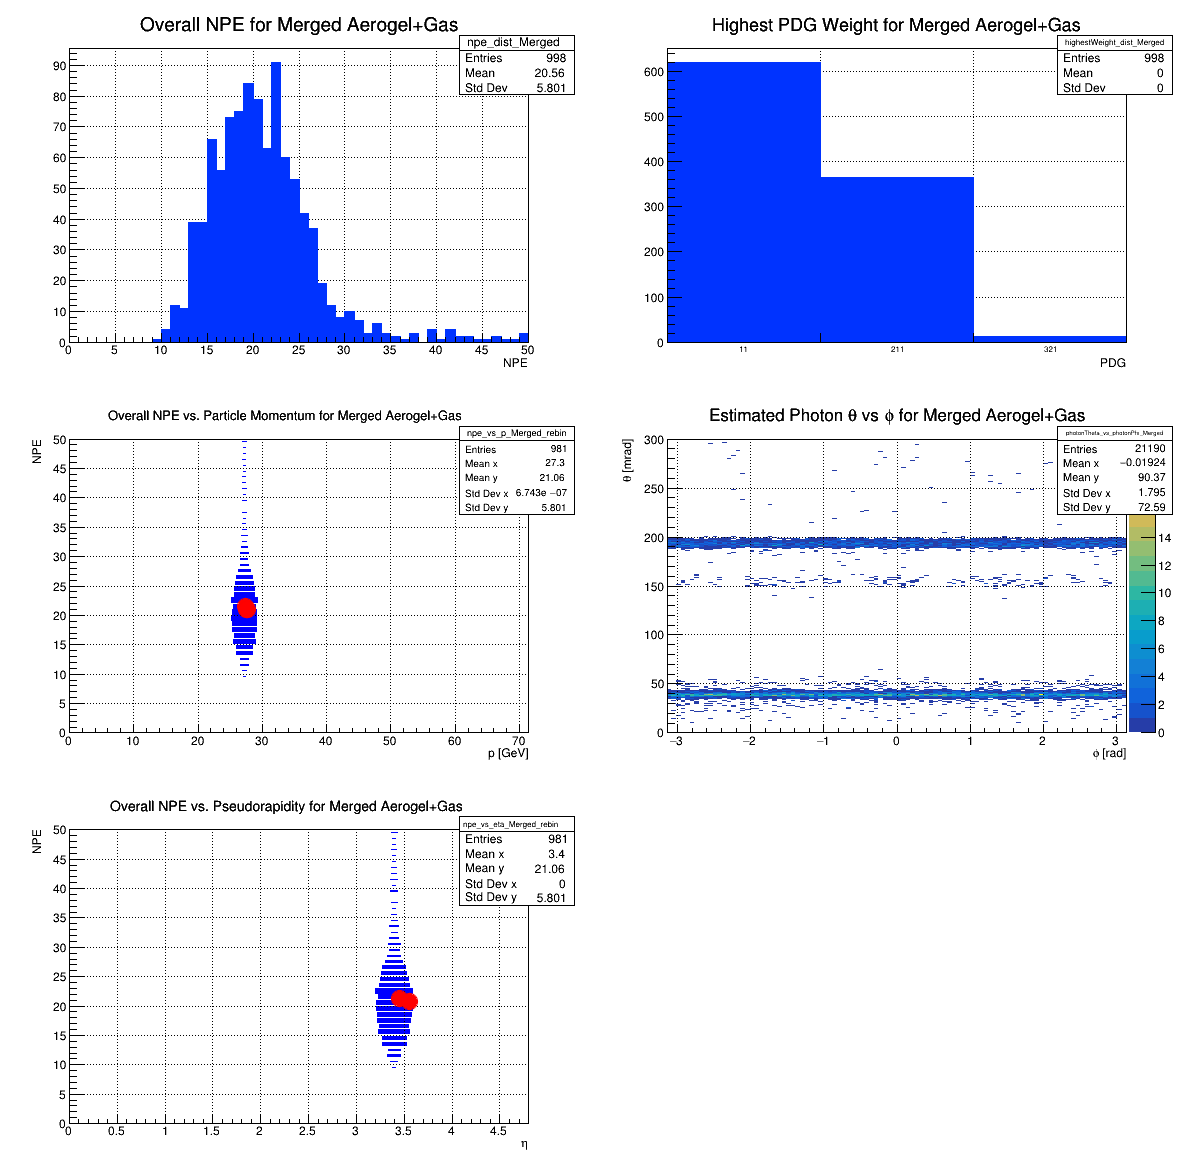 Overall NPE for Merged Aerogel+Gas
npe_dist_Merged
Entries 998
Mean 20.56
Std Dev 5.801
90
80
70
60
50
40
30
20
10
0
0 5 10 15 20 25 30 35 40 45 50
NPE
Highest PDG Weight for Merged Aerogel+Gas
highestWeight_dist_Merged
Entries 998
Mean 0
Std Dev 0
600
500
400
300
200
100
0
11 211 321
PDG
Overall NPE vs. Particle Momentum for Merged Aerogel+Gas
npe_vs_p_Merged_rebin
Entries 981
Mean x 27.3
Mean y 21.06
Std Dev x 6.743e −07
Std Dev y 5.801
NPE
50
45
40
35
30
25
20
15
10
5
0
0 10 20 30 40 50 60 70
p [GeV]
Estimated Photon θ vs ϕ for Merged Aerogel+Gas
photonTheta_vs_photonPhi_Merged
Entries 21190
Mean x −0.01924
Mean y 90.37
Std Dev x 1.795
Std Dev y 72.59
θ [mrad]
300
250
200
150
100
50
0
−3 −2 −1 0 1 2 3
ϕ [rad]
14
12
10
8
6
4
2
0
Overall NPE vs. Pseudorapidity for Merged Aerogel+Gas
npe_vs_eta_Merged_rebin
Entries 981
Mean x 3.4
Mean y 21.06
Std Dev x 0
Std Dev y 5.801
NPE
50
45
40
35
30
25
20
15
10
5
0
0 0.5 1 1.5 2 2.5 3 3.5 4 4.5
η